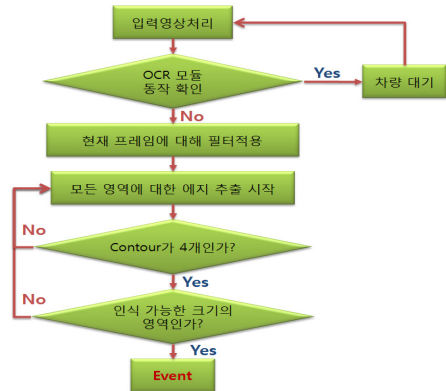 입력영상처리
OCR 모듈
동작 확인
Yes
차량 대기
No
현재 프레임에 대해 필터적용
모든 영역에 대한 에지 추출 시작
No
Contour가 4개인가?
Yes
No
인식 가능한 크기의
영역인가?
Yes
Event